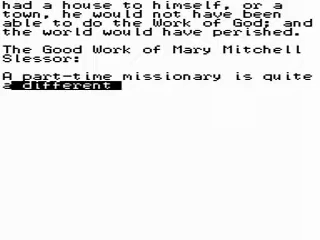 had a house to himself, or a
town, he would not have been
able to do the Work of God; and
the world would have perished.
The Good Work of Mary Mitchell
Slessor:
A part-time missionary is quite
a different